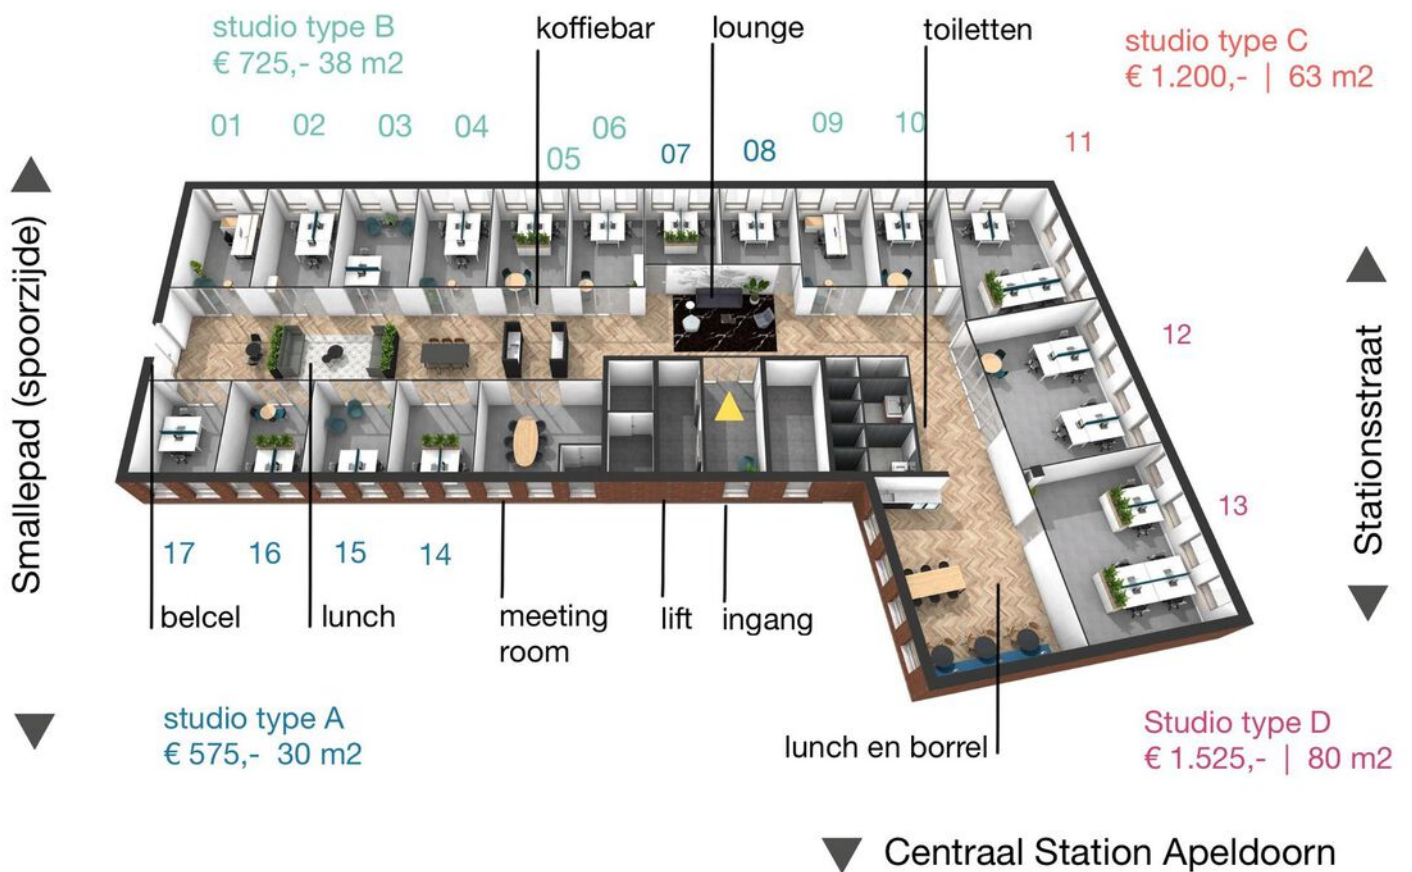 studio type B
€ 725,- 38 m2
koffiebar
lounge
toiletten
studio type C
€ 1.200,- | 63 m2
01
02
03
04
05
06
07
08
09
10
11
12
13
Smallepad (spoorzijde)
Stationsstraat
17
16
15
14
belcel
lunch
meeting
room
lift
ingang
studio type A
€ 575,- 30 m2
lunch en borrel
Studio type D
€ 1.525,- | 80 m2
Centraal Station Apeldoorn